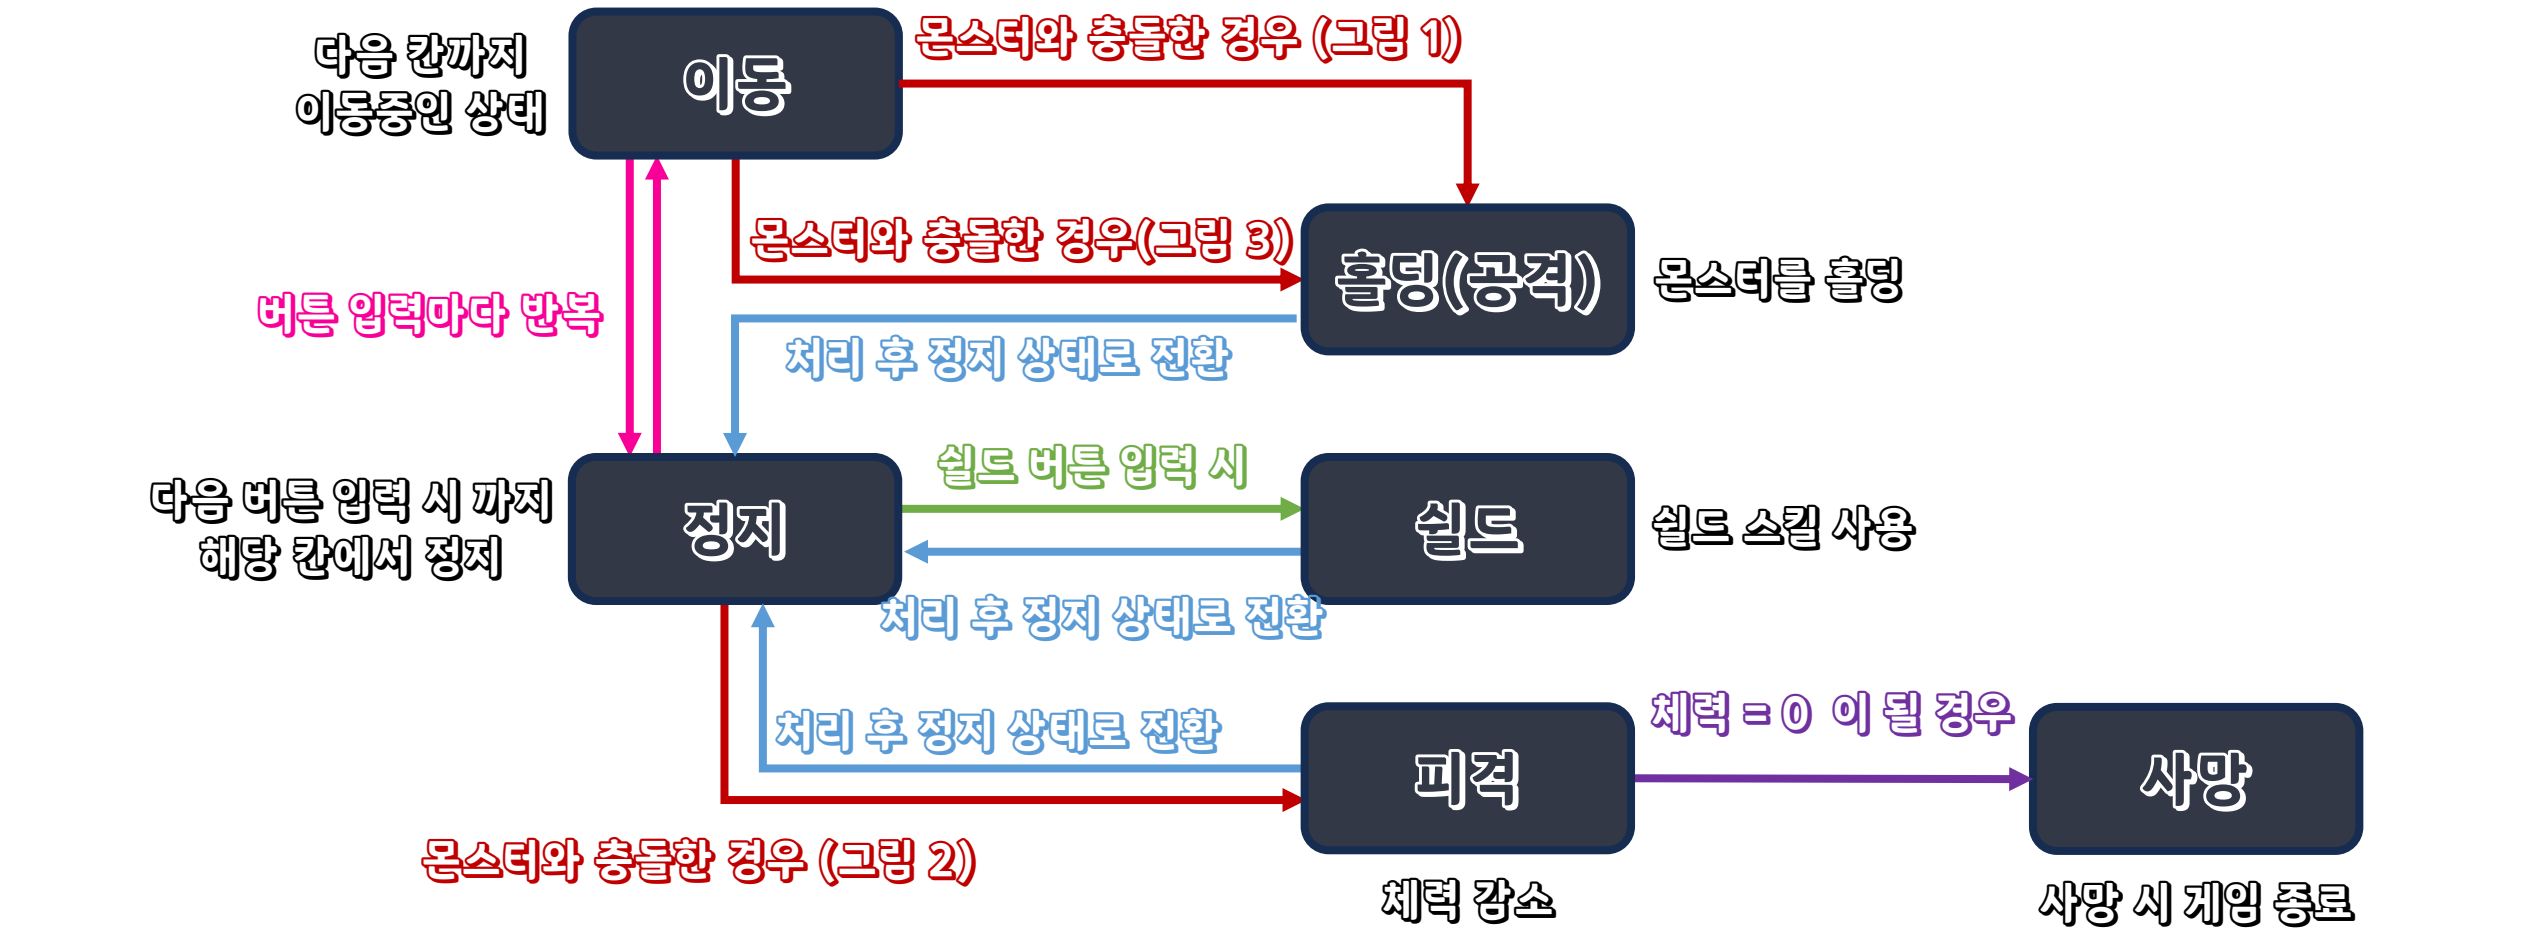 다음 칸까지
이동중인 상태
이동
몬스터와 충돌한 경우 (그림 1)
몬스터와 충돌한 경우(그림 3)
홀딩(공격)
몬스터를 홀딩
버튼 입력마다 반복
처리 후 정지 상태로 전환
다음 버튼 입력 시 까지
해당 칸에서 정지
정지
쉴드 버튼 입력 시
쉴드
쉴드 스킬 사용
처리 후 정지 상태로 전환
처리 후 정지 상태로 전환
피격
체력 = 0 이 될 경우
사망
몬스터와 충돌한 경우 (그림 2)
체력 감소
사망 시 게임 종료